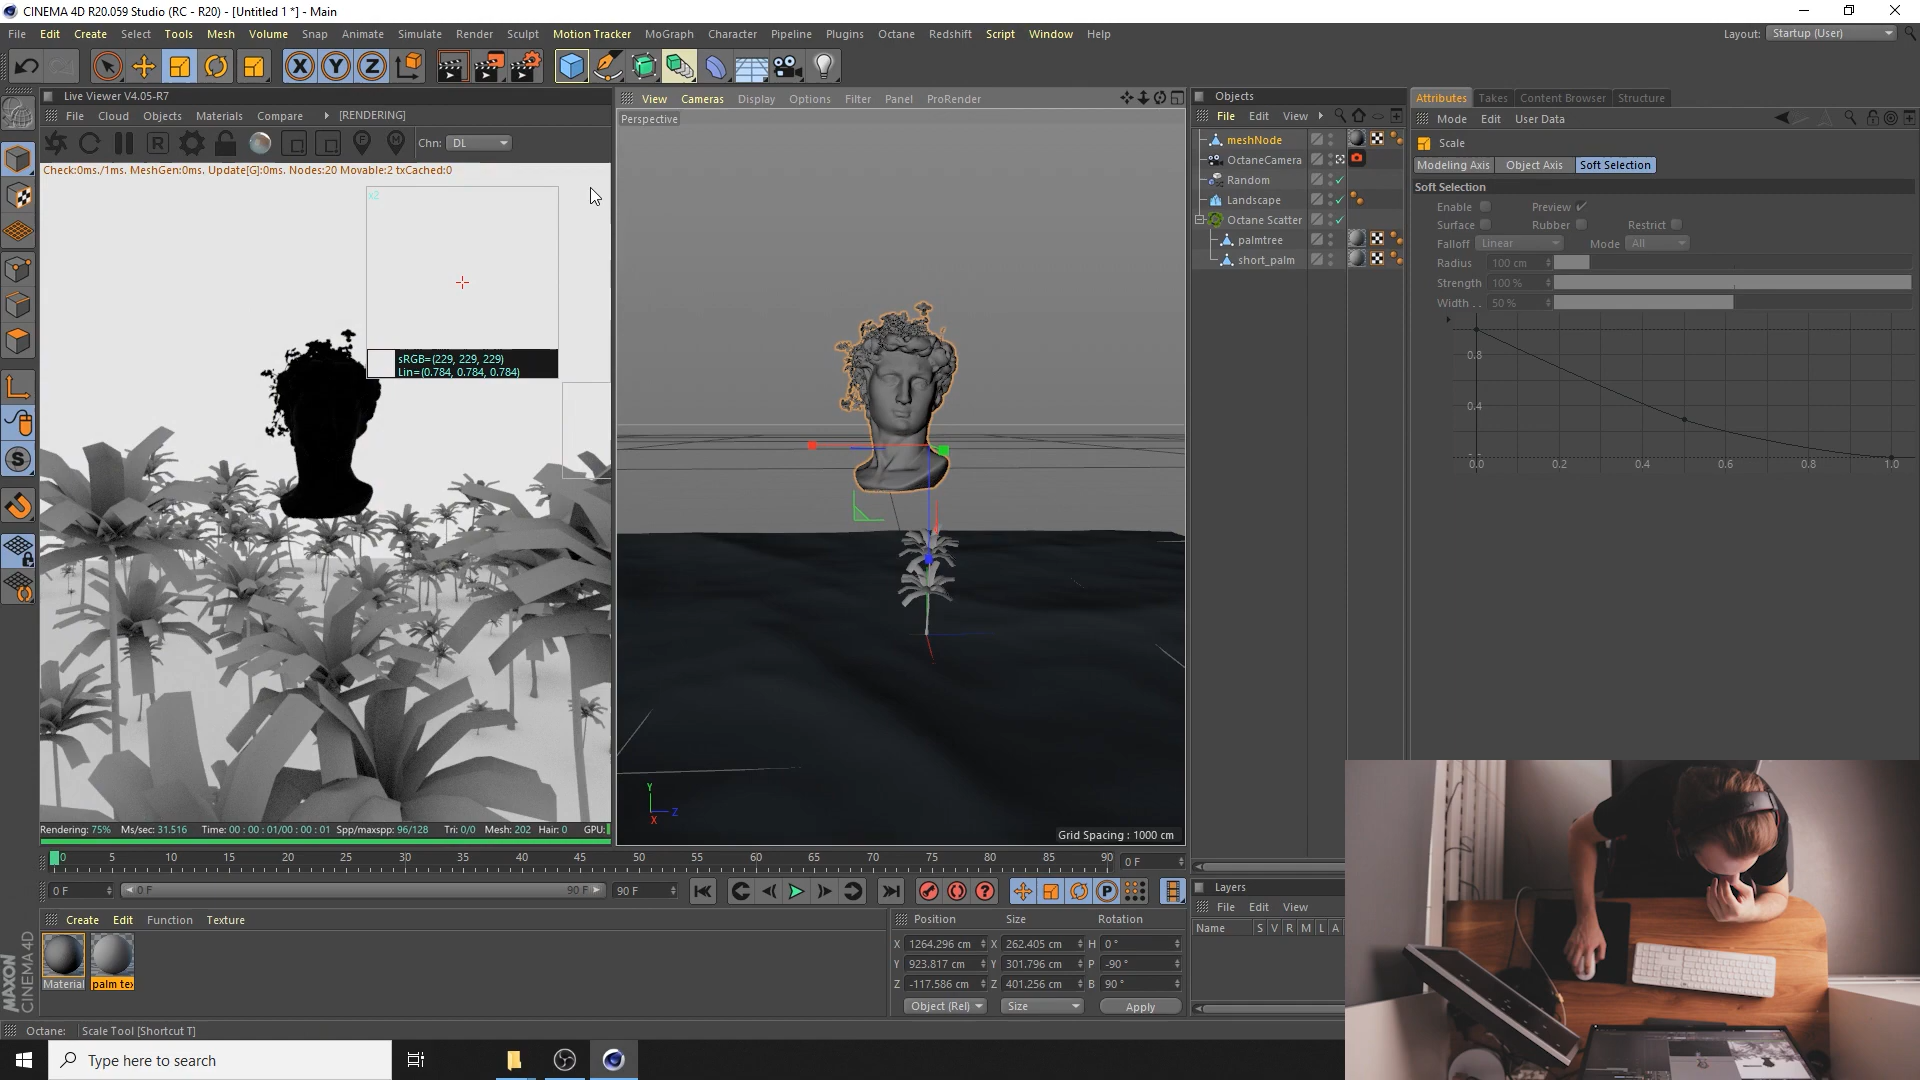 CINEMA 4D R20.059 Studio (RC - R20) - [Untitled 1 *] - Main
File Edit Create Select Tools Mesh Volume Snap Animate Simulate Render Sculpt Motion Tracker MoGraph Character Pipeline Plugins Octane Redshift Script Window Help
Layout: Startup (User)
Live Viewer V4.05-R7
File Cloud Objects Materials Compare [RENDERING]
Chn: DL
Check:0ms./1ms. MeshGen:0ms. Update[G]:0ms. Nodes:20 Movable:2 txCached:0
x2
sRGB=(229, 229, 229)
Lin=(0.784, 0.784, 0.784)
Rendering: 75% Ms/sec: 31.516 Time: 00 : 00 : 01/00 : 00 : 01 Spp/maxspp: 96/128 Tri: 0/0 Mesh: 202 Hair: 0 GPU:
View Cameras Display Options Filter Panel ProRender
Perspective
Y
Z
X
Grid Spacing : 1000 cm
Objects
File Edit View
meshNode
OctaneCamera
Random
Landscape
Octane Scatter
palmtree
short_palm
Attributes Takes Content Browser Structure
Mode Edit User Data
Scale
Modeling Axis Object Axis Soft Selection
Soft Selection
Enable Preview
Surface Rubber Restrict
Falloff Linear Mode All
Radius 100 cm
Strength 100 %
Width . . 50 %
0.8
0.4
0.0 0.2 0.4 0.6 0.8 1.0
0 5 10 15 20 25 30 35 40 45 50 55 60 65 70 75 80 85 90 0 F
0 F 0 F 90 F 90 F
Create Edit Function Texture
Material palm tex
Position Size Rotation
X 1264.296 cm X 262.405 cm H 0 °
Y 923.817 cm Y 301.796 cm P -90 °
Z -117.586 cm Z 401.256 cm B 90 °
Object (Rel) Size Apply
Layers
File Edit View
Name S V R M L A
MAXON
CINEMA 4D
Octane: Scale Tool [Shortcut T]
Type here to search